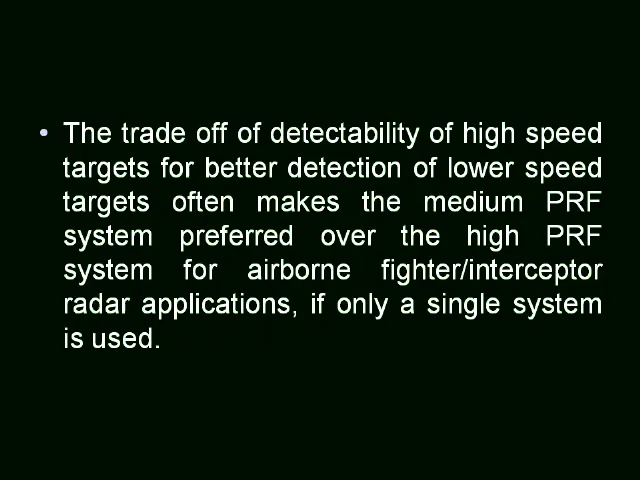 • The trade off of detectability of high speed
targets for better detection of lower speed
targets often makes the medium PRF
system preferred over the high PRF
system for airborne fighter/interceptor
radar applications, if only a single system
is used.